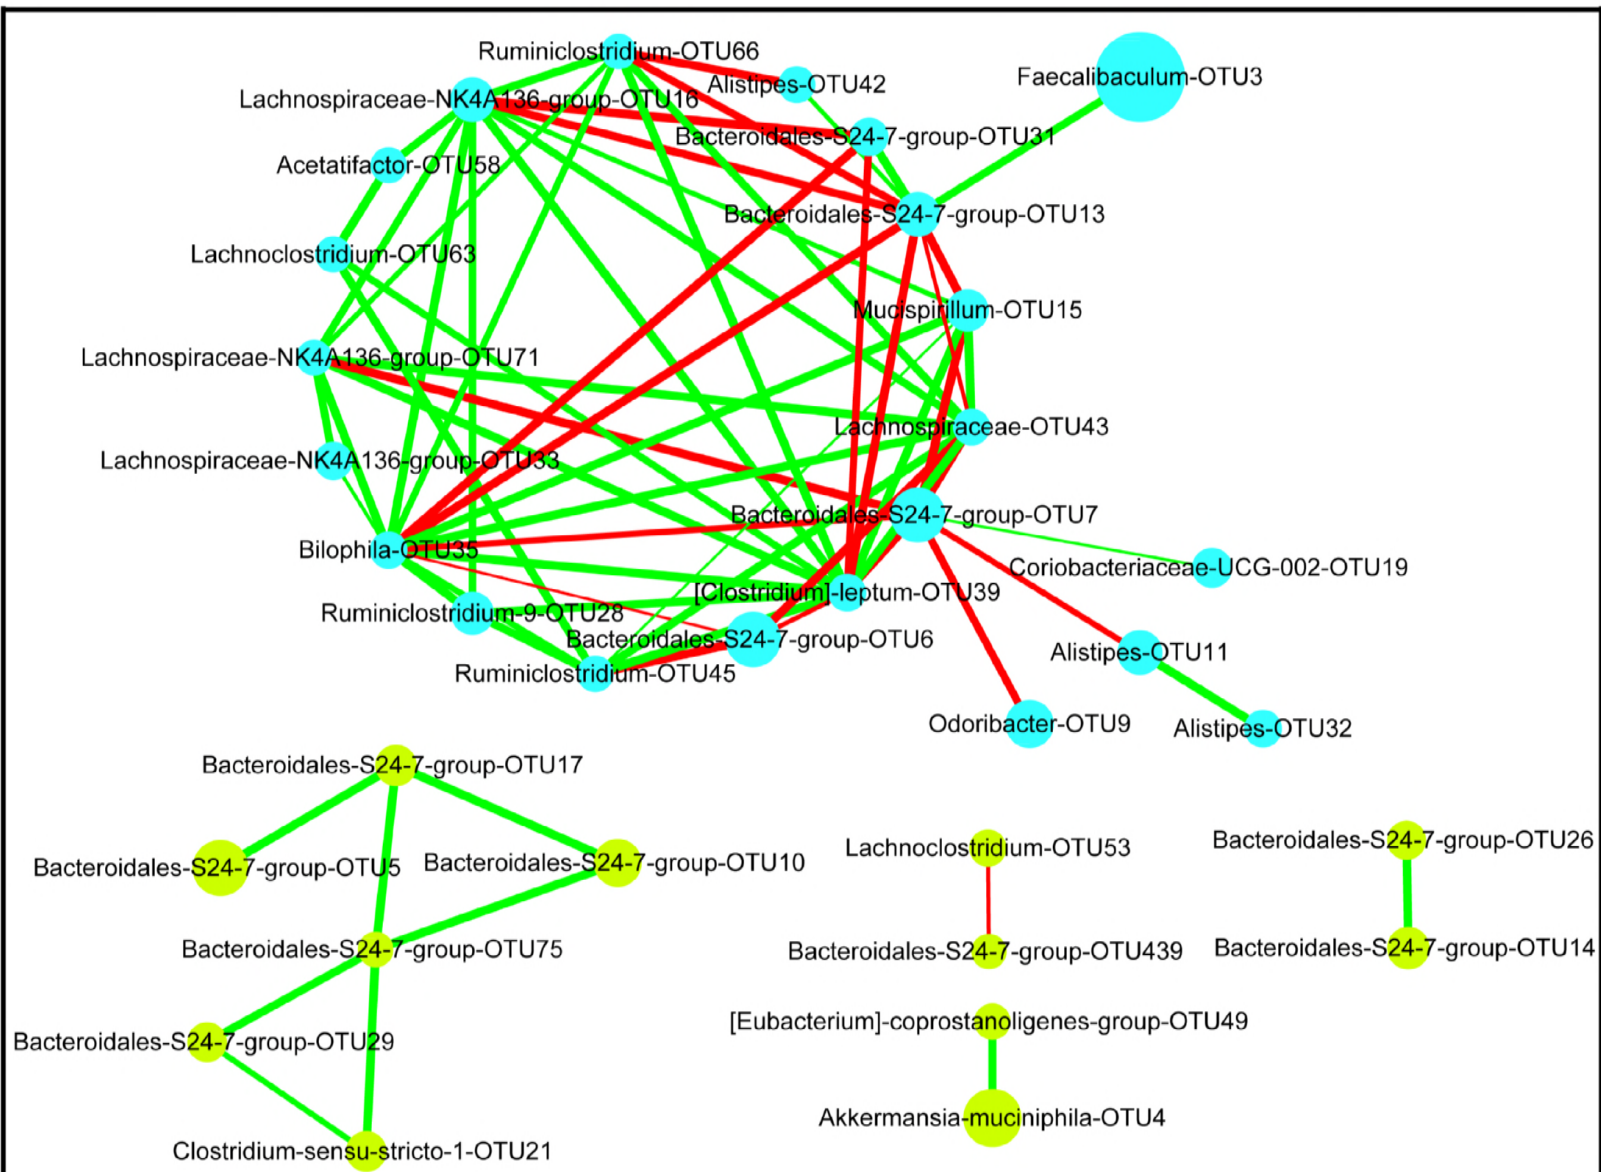 Ruminiclostridium-OTU66
Faecalibaculum-OTU3
Alistipes-OTU42
Lachnospiraceae-NK4A136-group-OTU16
Bacteroidales-S24-7-group-OTU31
Acetatifactor-OTU58
Bacteroidales-S24-7-group-OTU13
Lachnoclostridium-OTU63
Mucispirillum-OTU15
Lachnospiraceae-NK4A136-group-OTU71
Lachnospiraceae-OTU43
Lachnospiraceae-NK4A136-group-OTU33
Bacteroidales-S24-7-group-OTU7
Bilophila-OTU35
Coriobacteriaceae-UCG-002-OTU19
[Clostridium]-leptum-OTU39
Ruminiclostridium-9-OTU28
Bacteroidales-S24-7-group-OTU6
Alistipes-OTU11
Ruminiclostridium-OTU45
Odoribacter-OTU9
Alistipes-OTU32
Bacteroidales-S24-7-group-OTU17
Bacteroidales-S24-7-group-OTU26
Lachnoclostridium-OTU53
Bacteroidales-S24-7-group-OTU5
Bacteroidales-S24-7-group-OTU10
Bacteroidales-S24-7-group-OTU75
Bacteroidales-S24-7-group-OTU439
Bacteroidales-S24-7-group-OTU14
[Eubacterium]-coprostanoligenes-group-OTU49
Bacteroidales-S24-7-group-OTU29
Akkermansia-muciniphila-OTU4
Clostridium-sensu-stricto-1-OTU21